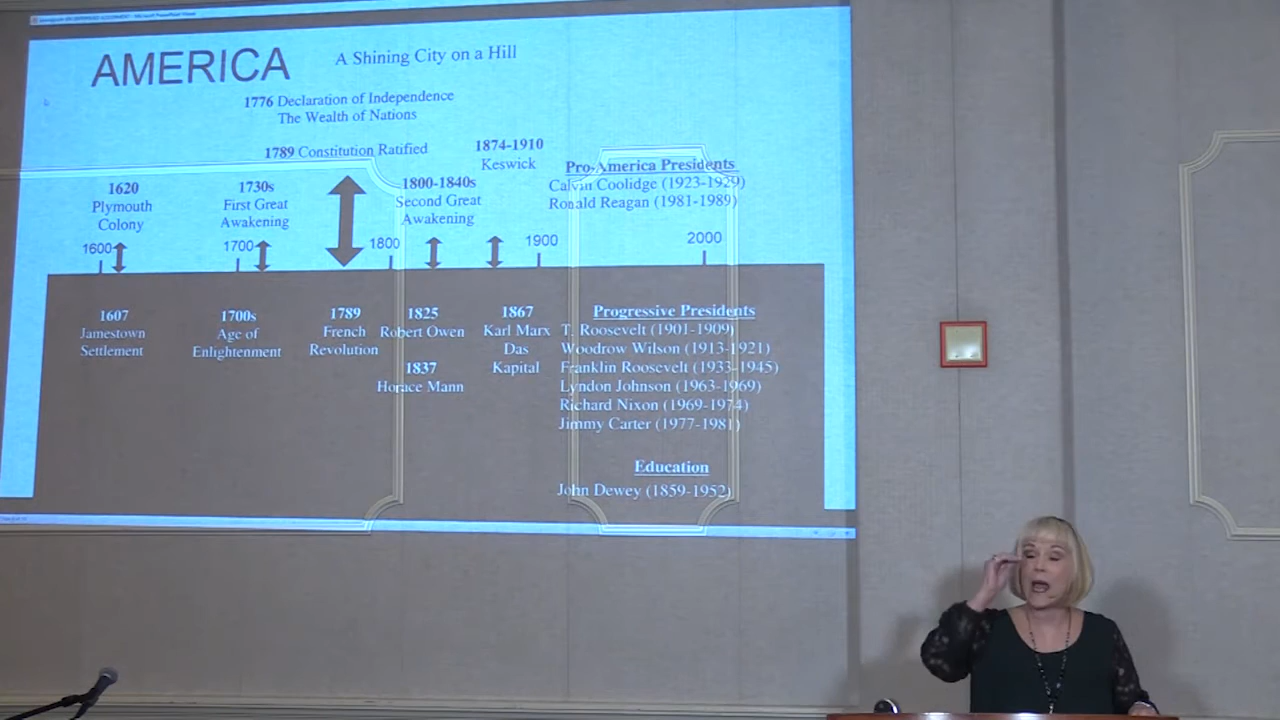 AMERICA
A Shining City on a Hill
1776 Declaration of Independence
The Wealth of Nations
1789 Constitution Ratified
1874-1910
Keswick
Pro-America Presidents
Calvin Coolidge (1923-1929)
Ronald Reagan (1981-1989)
1620
Plymouth
Colony
1730s
First Great
Awakening
1800-1840s
Second Great
Awakening
1600
1700
1800
1900
2000
1607
Jamestown
Settlement
1700s
Age of
Enlightenment
1789
French
Revolution
1825
Robert Owen
1837
Horace Mann
1867
Karl Marx
Das
Kapital
Progressive Presidents
T. Roosevelt (1901-1909)
Woodrow Wilson (1913-1921)
Franklin Roosevelt (1933-1945)
Lyndon Johnson (1963-1969)
Richard Nixon (1969-1974)
Jimmy Carter (1977-1981)
Education
John Dewey (1859-1952)